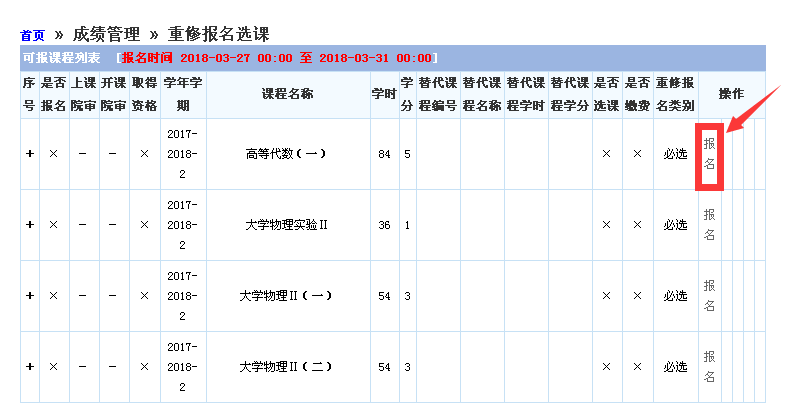 首页 » 成绩管理 » 重修报名选课
可报课程列表 [报名时间 2018-03-27 00:00 至 2018-03-31 00:00]
序号 是否报名 上课院审 开课院审 取得资格 学年学期 课程名称 学时 学分 替代课程编号 替代课程名称 替代课程学时 替代课程学分 是否选课 是否缴费 重修报名类别 操作
+ × − − × 2017-2018-2 高等代数(一) 84 5 × × 必选 报名
+ × − − × 2017-2018-2 大学物理实验Ⅱ 36 1 × × 必选 报名
+ × − − × 2017-2018-2 大学物理Ⅱ(一) 54 3 × × 必选 报名
+ × − − × 2017-2018-2 大学物理Ⅱ(二) 54 3 × × 必选 报名